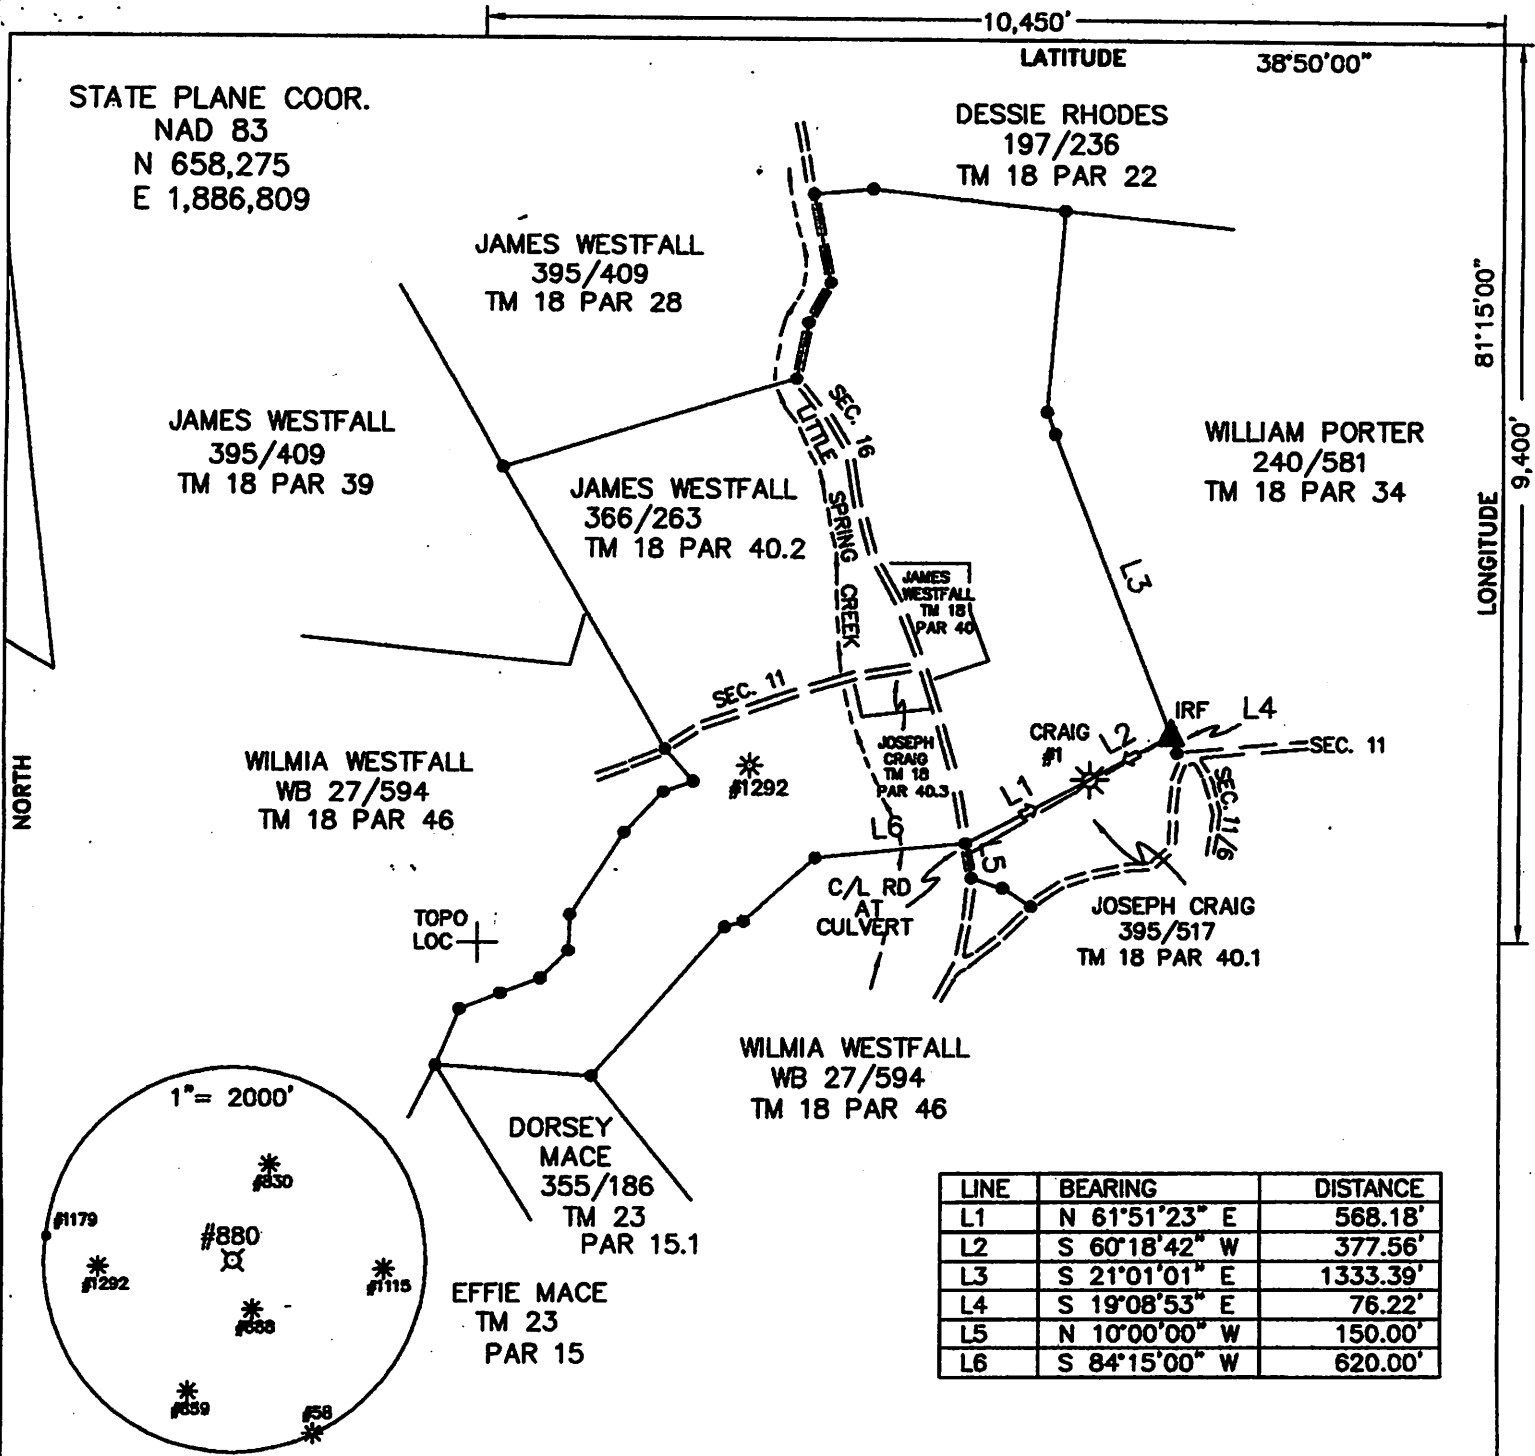 10,450'
LATITUDE 38°50'00"
STATE PLANE COOR.
NAD 83
N 658,275
E 1,886,809
DESSIE RHODES
197/236
TM 18 PAR 22
JAMES WESTFALL
395/409
TM 18 PAR 28
81°15'00"
LONGITUDE
9,400'
JAMES WESTFALL
395/409
TM 18 PAR 39
SEC. 16
LITTLE SPRING CREEK
WILLIAM PORTER
240/581
TM 18 PAR 34
JAMES WESTFALL
366/263
TM 18 PAR 40.2
JAMES
WESTFALL
TM 18
PAR 40
L3
SEC. 11
IRF L4
CRAIG
#1
L2
SEC. 11
SEC. 11/6
NORTH
WILMIA WESTFALL
WB 27/594
TM 18 PAR 46
#1292
JOSEPH
CRAIG
TM 18
PAR 40.3
L1
L6
L5
C/L RD
AT
CULVERT
JOSEPH CRAIG
395/517
TM 18 PAR 40.1
TOPO
LOC
WILMIA WESTFALL
WB 27/594
TM 18 PAR 46
1"= 2000'
#830
#1179
#880
#1292
#1115
#659
#58
DORSEY
MACE
355/186
TM 23
PAR 15.1
EFFIE MACE
TM 23
PAR 15
LINE BEARING DISTANCE
L1 N 61°51'23" E 568.18'
L2 S 60°18'42" W 377.56'
L3 S 21°01'01" E 1333.39'
L4 S 19°08'53" E 76.22'
L5 N 10°00'00" W 150.00'
L6 S 84°15'00" W 620.00'